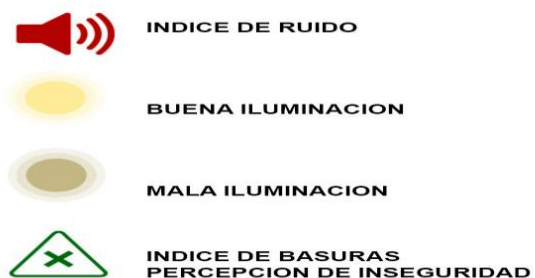 INDICE DE RUIDO
BUENA ILUMINACION
MALA ILUMINACION
INDICE DE BASURAS
PERCEPCION DE INSEGURIDAD